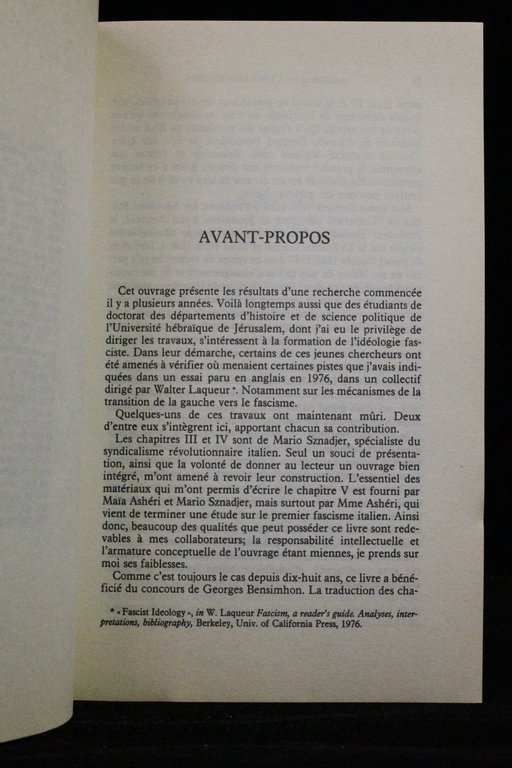 AVANT-PROPOS
Cet ouvrage présente les résultats d'une recherche commencée
il y a plusieurs années. Voilà longtemps aussi que des étudiants de
doctorat des départements d'histoire et de science politique de
l'Université hébraïque de Jérusalem, dont j'ai eu le privilège de
diriger les travaux, s'intéressent à la formation de l'idéologie fas-
ciste. Dans leur démarche, certains de ces jeunes chercheurs ont
été amenés à vérifier où menaient certaines pistes que j'avais indi-
quées dans un essai paru en anglais en 1976, dans un collectif
dirigé par Walter Laqueur *. Notamment sur les mécanismes de la
transition de la gauche vers le fascisme.
Quelques-uns de ces travaux ont maintenant mûri. Deux
d'entre eux s'intègrent ici, apportant chacun sa contribution.
Les chapitres III et IV sont de Mario Sznadjer, spécialiste du
syndicalisme révolutionnaire italien. Seul un souci de présenta-
tion, ainsi que la volonté de donner au lecteur un ouvrage bien
intégré, m'ont amené à revoir leur construction. L'essentiel des
matériaux qui m'ont permis d'écrire le chapitre V est fourni par
Maïa Ashéri et Mario Sznadjer, mais surtout par Mme Ashéri, qui
vient de terminer une étude sur le premier fascisme italien. Ainsi
donc, beaucoup des qualités que peut posséder ce livre sont rede-
vables à mes collaborateurs; la responsabilité intellectuelle et
l'armature conceptuelle de l'ouvrage étant miennes, je prends sur
moi ses faiblesses.
Comme c'est toujours le cas depuis dix-huit ans, ce livre a béné-
ficié du concours de Georges Bensimhon. La traduction des cha-
* « Fascist Ideology », in W. Laqueur Fascism, a reader's guide. Analyses, inter-
pretations, bibliography, Berkeley, Univ. of California Press, 1976.